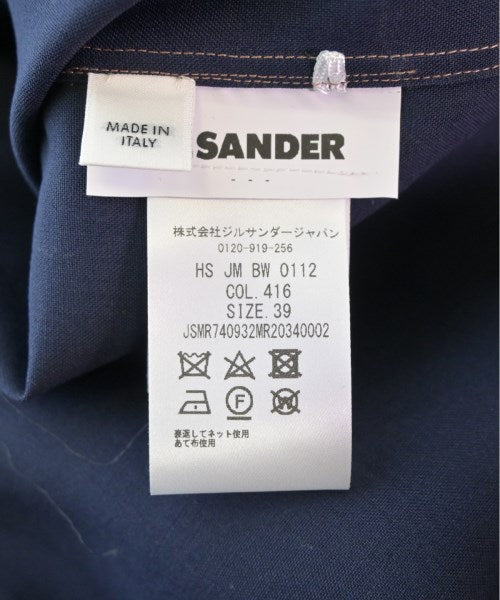 MADE IN
ITALY
SANDER
- - -
株式会社ジルサンダージャパン
0120-919-256
HS JM BW 0112
COL. 416
SIZE. 39
JSMR740932MR20340002
F
W
裏返してネット使用
あて布使用